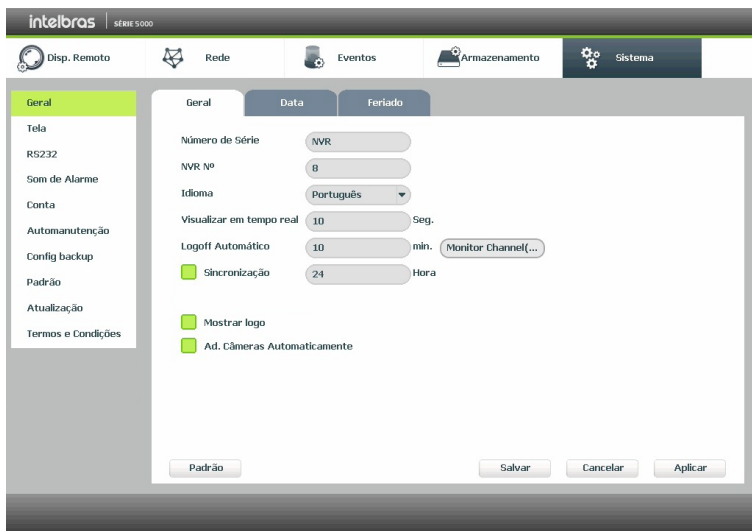 intelbras SÉRIE 5000
Disp. Remoto Rede Eventos Armazenamento Sistema
Geral
Tela
RS232
Som de Alarme
Conta
Automanutenção
Config backup
Padrão
Atualização
Termos e Condições
Geral Data Feriado
Número de Série NVR
NVR Nº 8
Idioma Português
Visualizar em tempo real 10 Seg.
Logoff Automático 10 min. Monitor Channel(...
Sincronização 24 Hora
Mostrar logo
Ad. Câmeras Automaticamente
Padrão Salvar Cancelar Aplicar